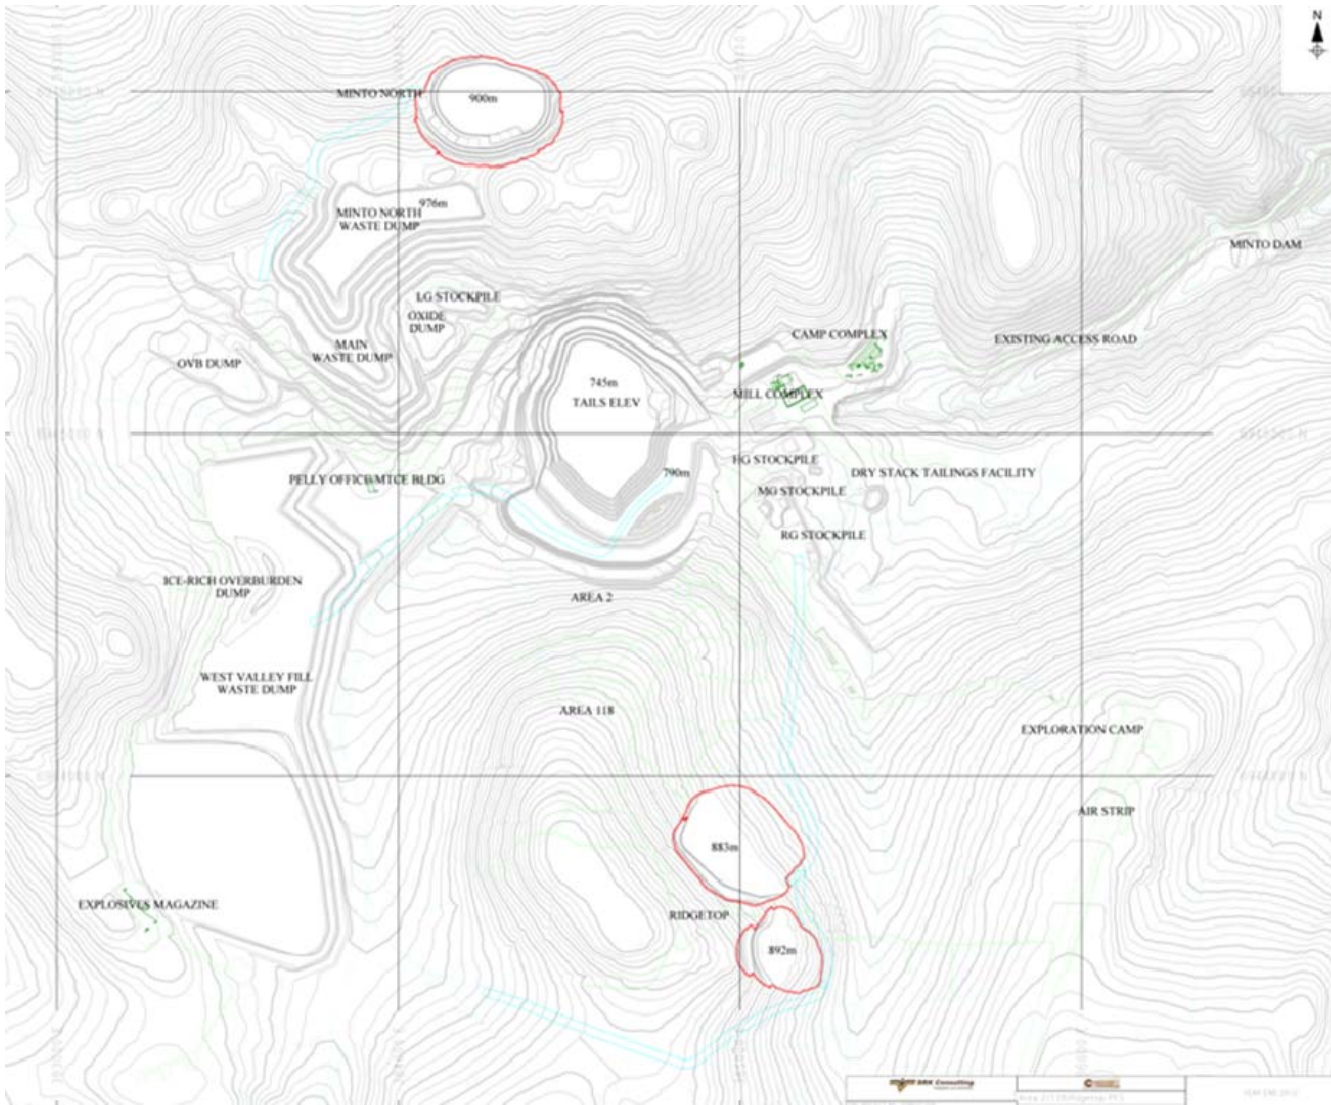 N
MINTO NORTH
900m
976m
MINTO NORTH
WASTE DUMP
MINTO DAM
LG STOCKPILE
OXIDE
DUMP
CAMP COMPLEX
EXISTING ACCESS ROAD
MAIN
WASTE DUMP
OVB DUMP
745m
TAILS ELEV
MILL COMPLEX
HG STOCKPILE
790m
DRY STACK TAILINGS FACILITY
PELLY OFFICE/MTCE BLDG
MG STOCKPILE
RG STOCKPILE
ICE-RICH OVERBURDEN
DUMP
AREA 2
WEST VALLEY FILL
WASTE DUMP
AREA 118
EXPLORATION CAMP
AIR STRIP
883m
EXPLOSIVES MAGAZINE
RIDGETOP
892m
SRK Consulting